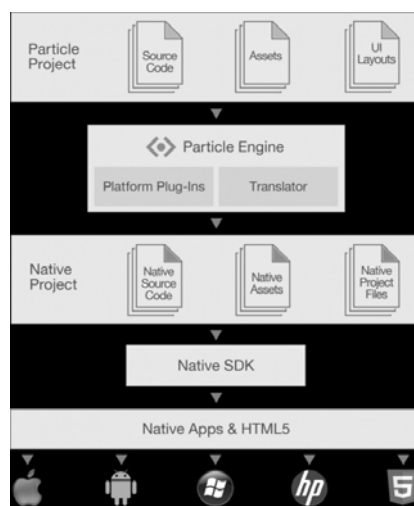 Particle
Project
Source
Code
Assets
UI
Layouts
Particle Engine
Platform Plug-Ins
Translator
Native
Project
Native
Source
Code
Native
Assets
Native
Project
Files
Native SDK
Native Apps & HTML5
hp
5